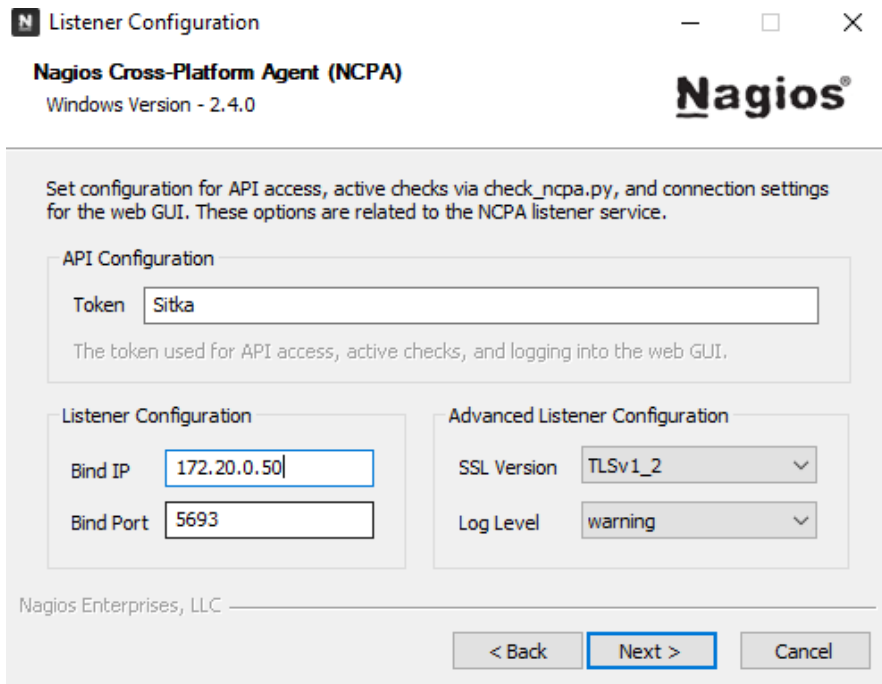 Listener Configuration
Nagios Cross-Platform Agent (NCPA)
Windows Version - 2.4.0
Nagios®
Set configuration for API access, active checks via check_ncpa.py, and connection settings
for the web GUI. These options are related to the NCPA listener service.
API Configuration
Token Sitka
The token used for API access, active checks, and logging into the web GUI.
Listener Configuration
Bind IP 172.20.0.50
Bind Port 5693
Advanced Listener Configuration
SSL Version TLSv1_2
Log Level warning
Nagios Enterprises, LLC
< Back Next > Cancel